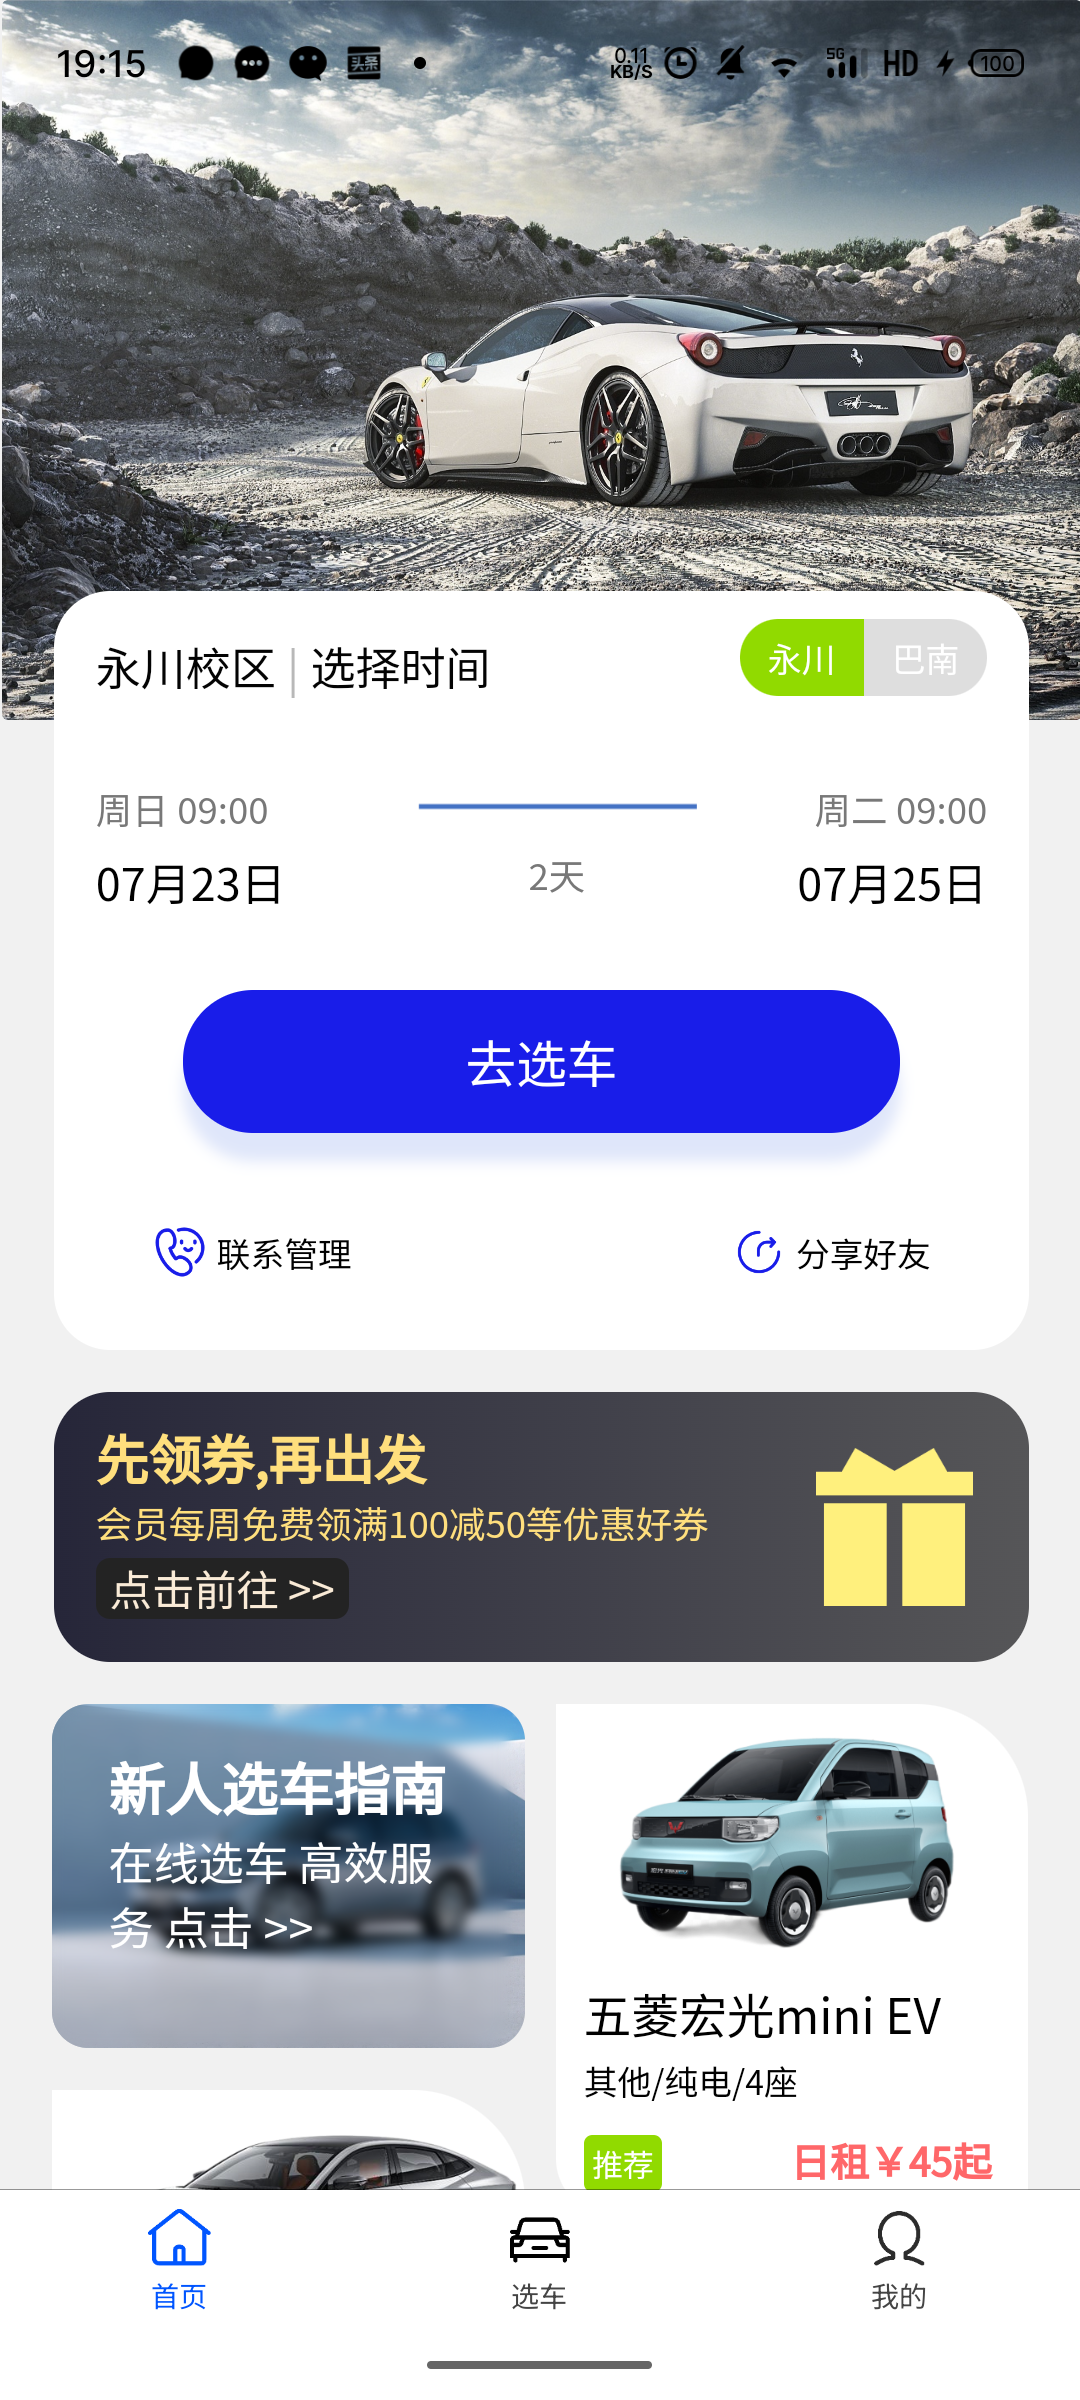 19:15
头条
0.11
KB/S
5G
HD
100
永川校区 | 选择时间
永川
巴南
周日 09:00
周二 09:00
07月23日
2天
07月25日
去选车
联系管理
分享好友
先领券,再出发
会员每周免费领满100减50等优惠好券
点击前往 >>
新人选车指南
在线选车 高效服
务 点击 >>
五菱宏光mini EV
其他/纯电/4座
推荐
日租￥45起
首页
选车
我的